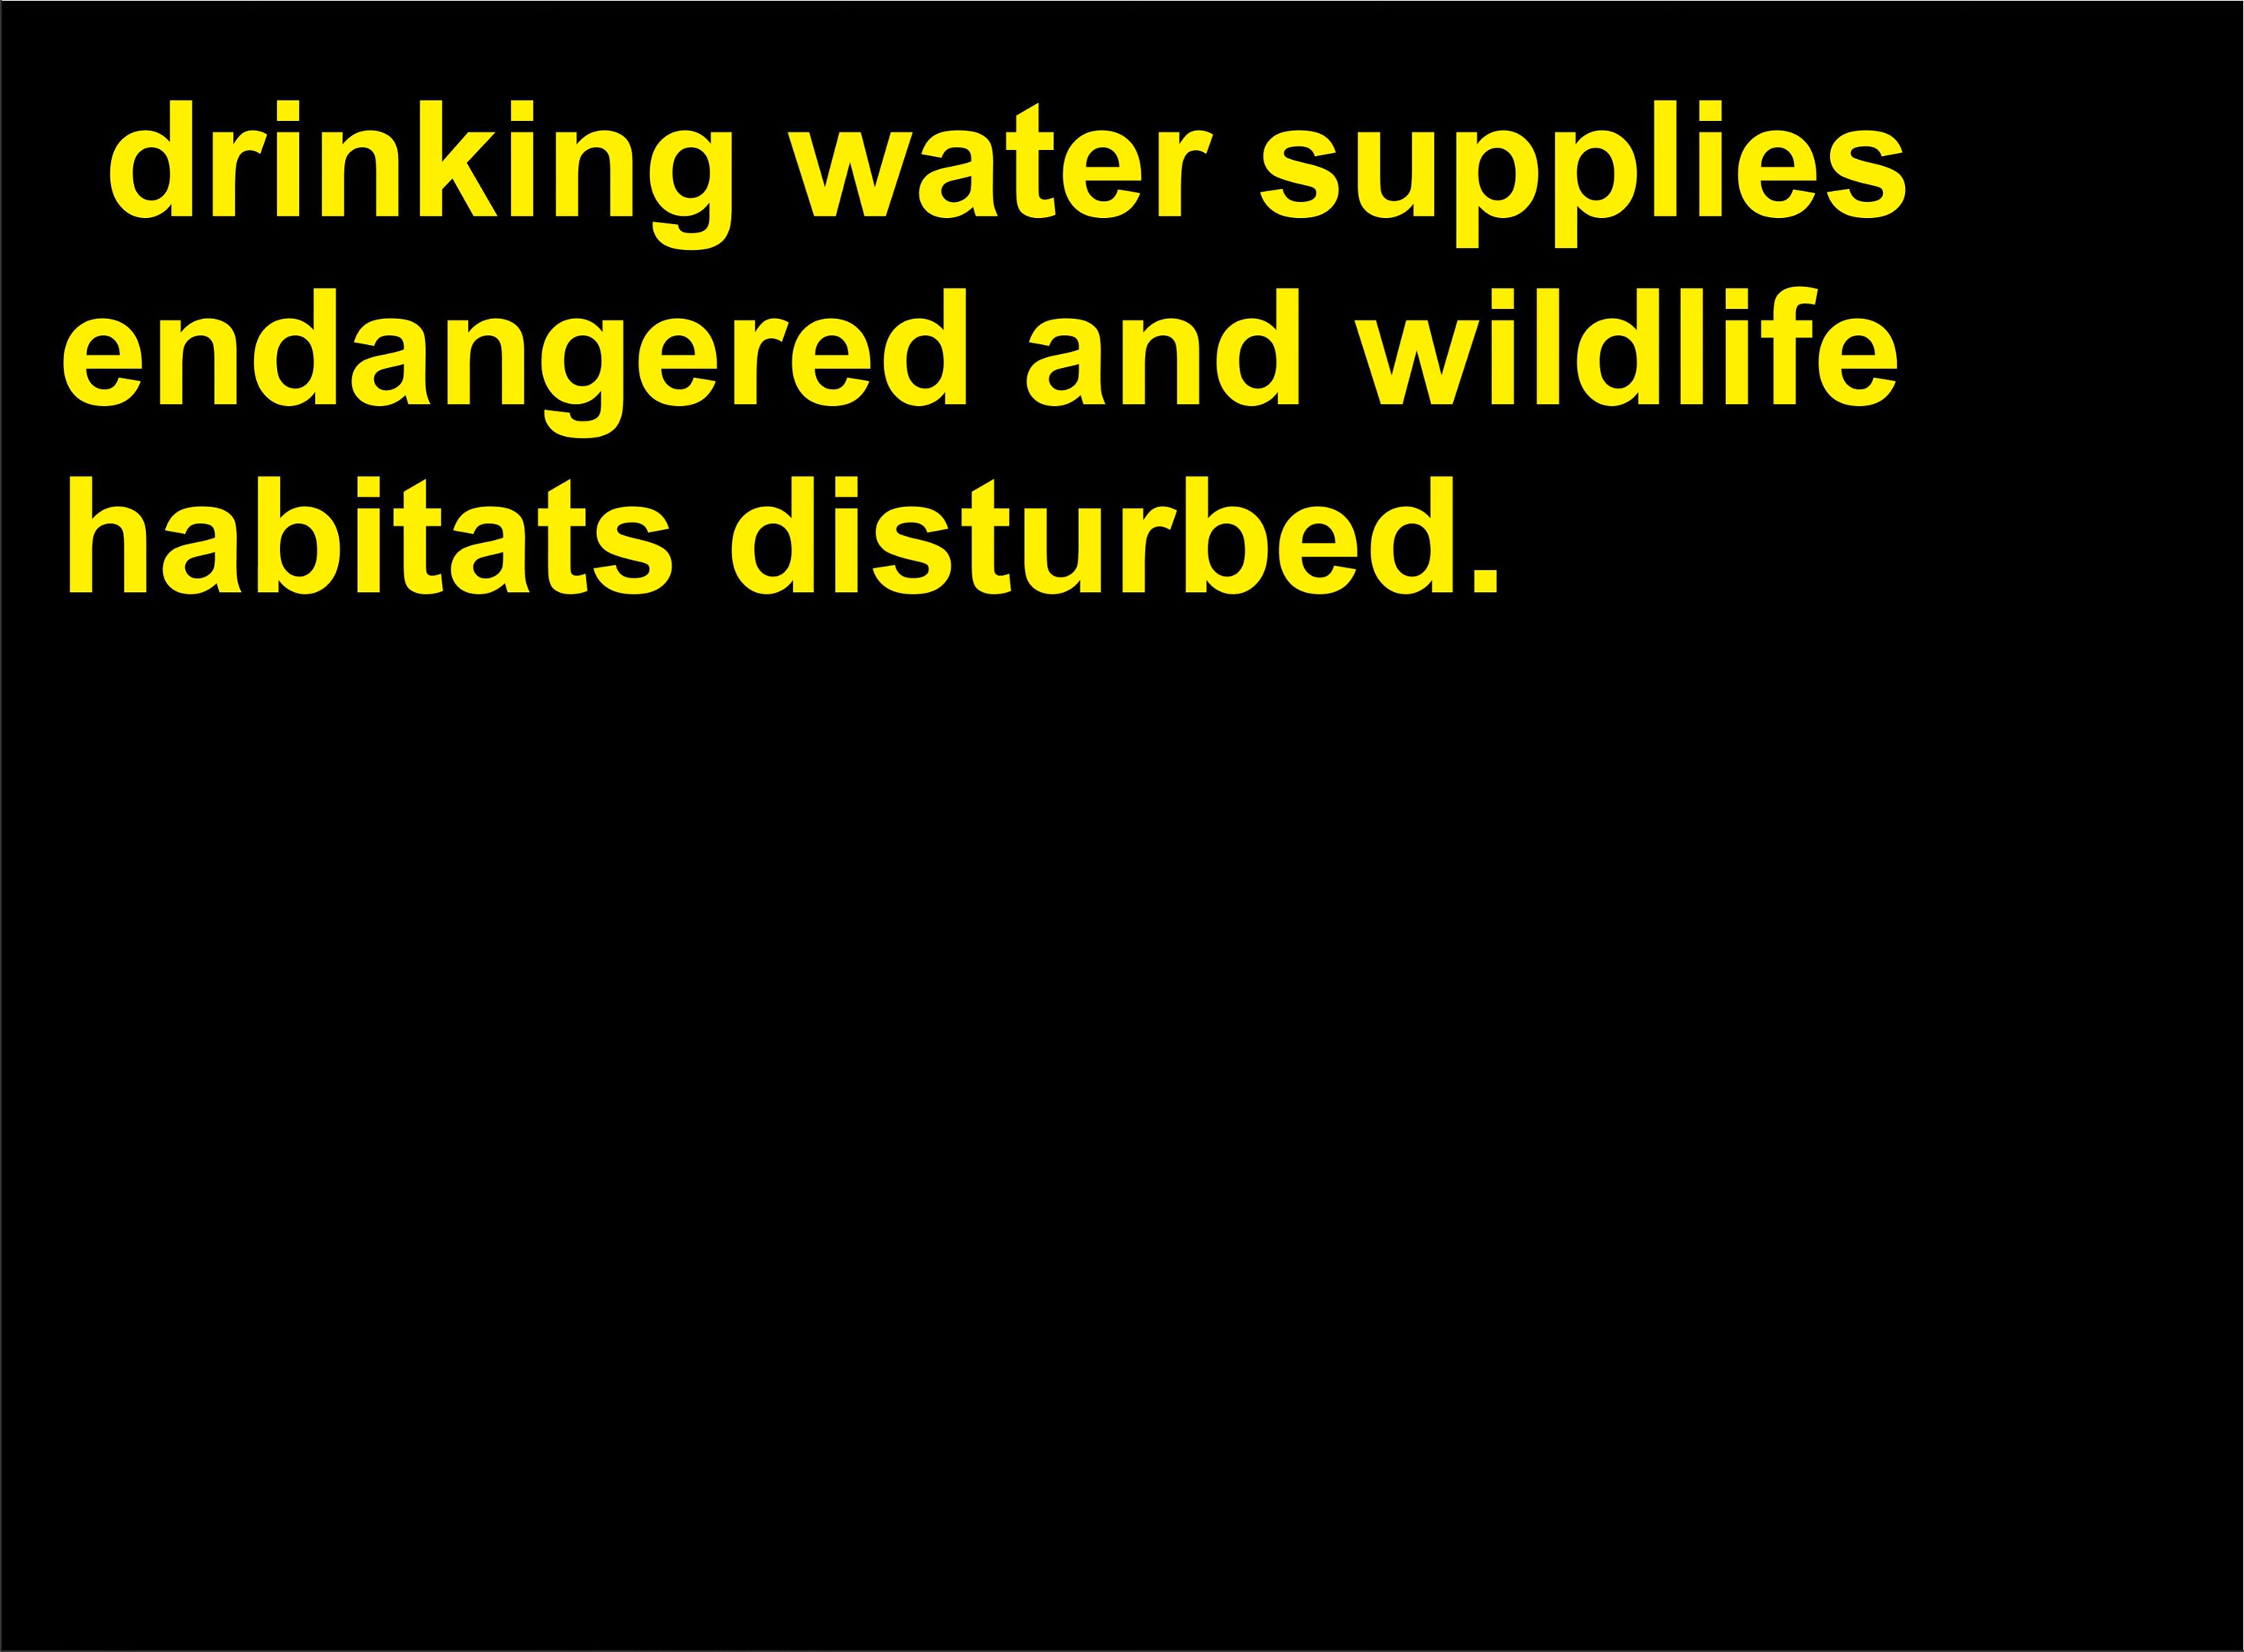 drinking water supplies
endangered and wildlife
habitats disturbed.